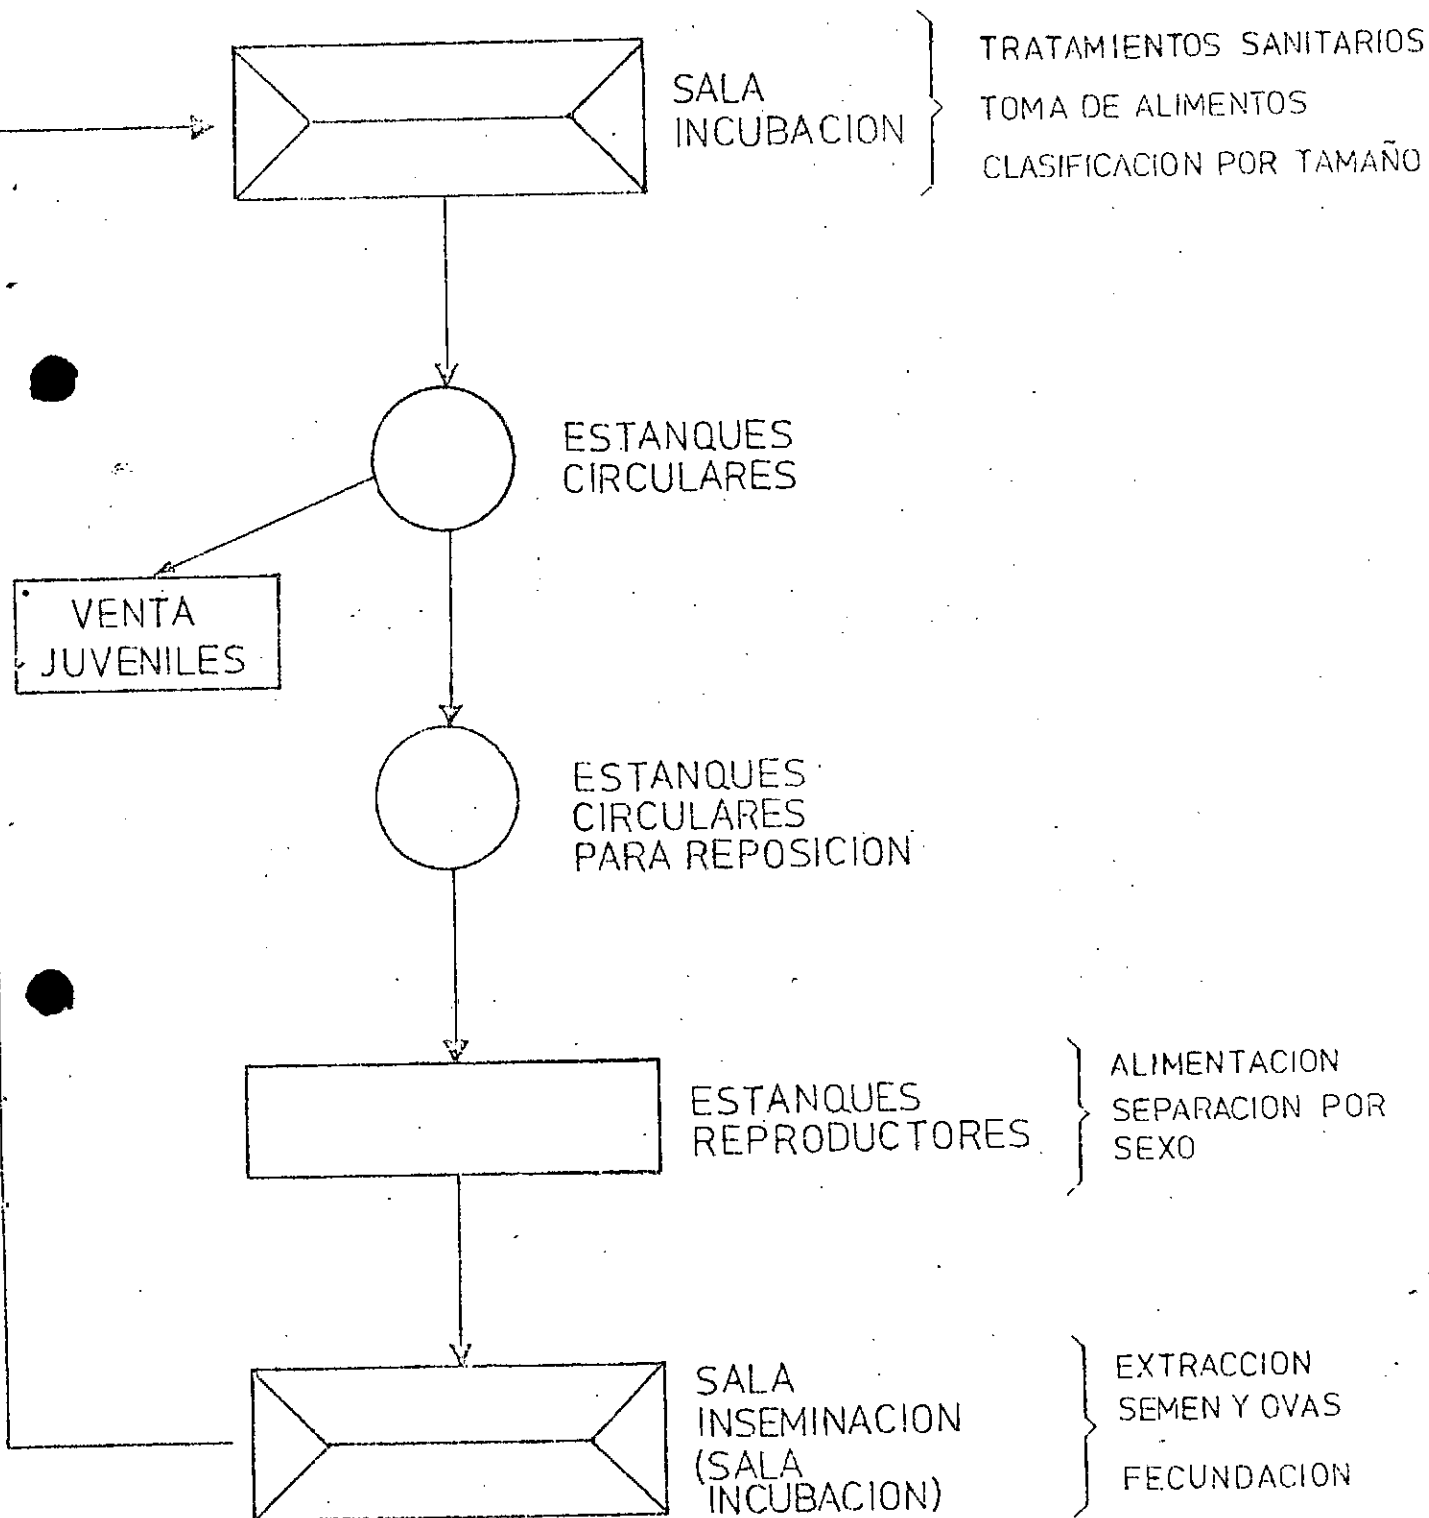 SALA
INCUBACION
TRATAMIENTOS SANITARIOS
TOMA DE ALIMENTOS
CLASIFICACION POR TAMAÑO
ESTANQUES
CIRCULARES
VENTA
JUVENILES
ESTANQUES
CIRCULARES
PARA REPOSICION
ESTANQUES
REPRODUCTORES
ALIMENTACION
SEPARACION POR
SEXO
SALA
INSEMINACION
(SALA
INCUBACION)
EXTRACCION
SEMEN Y OVAS
FECUNDACION